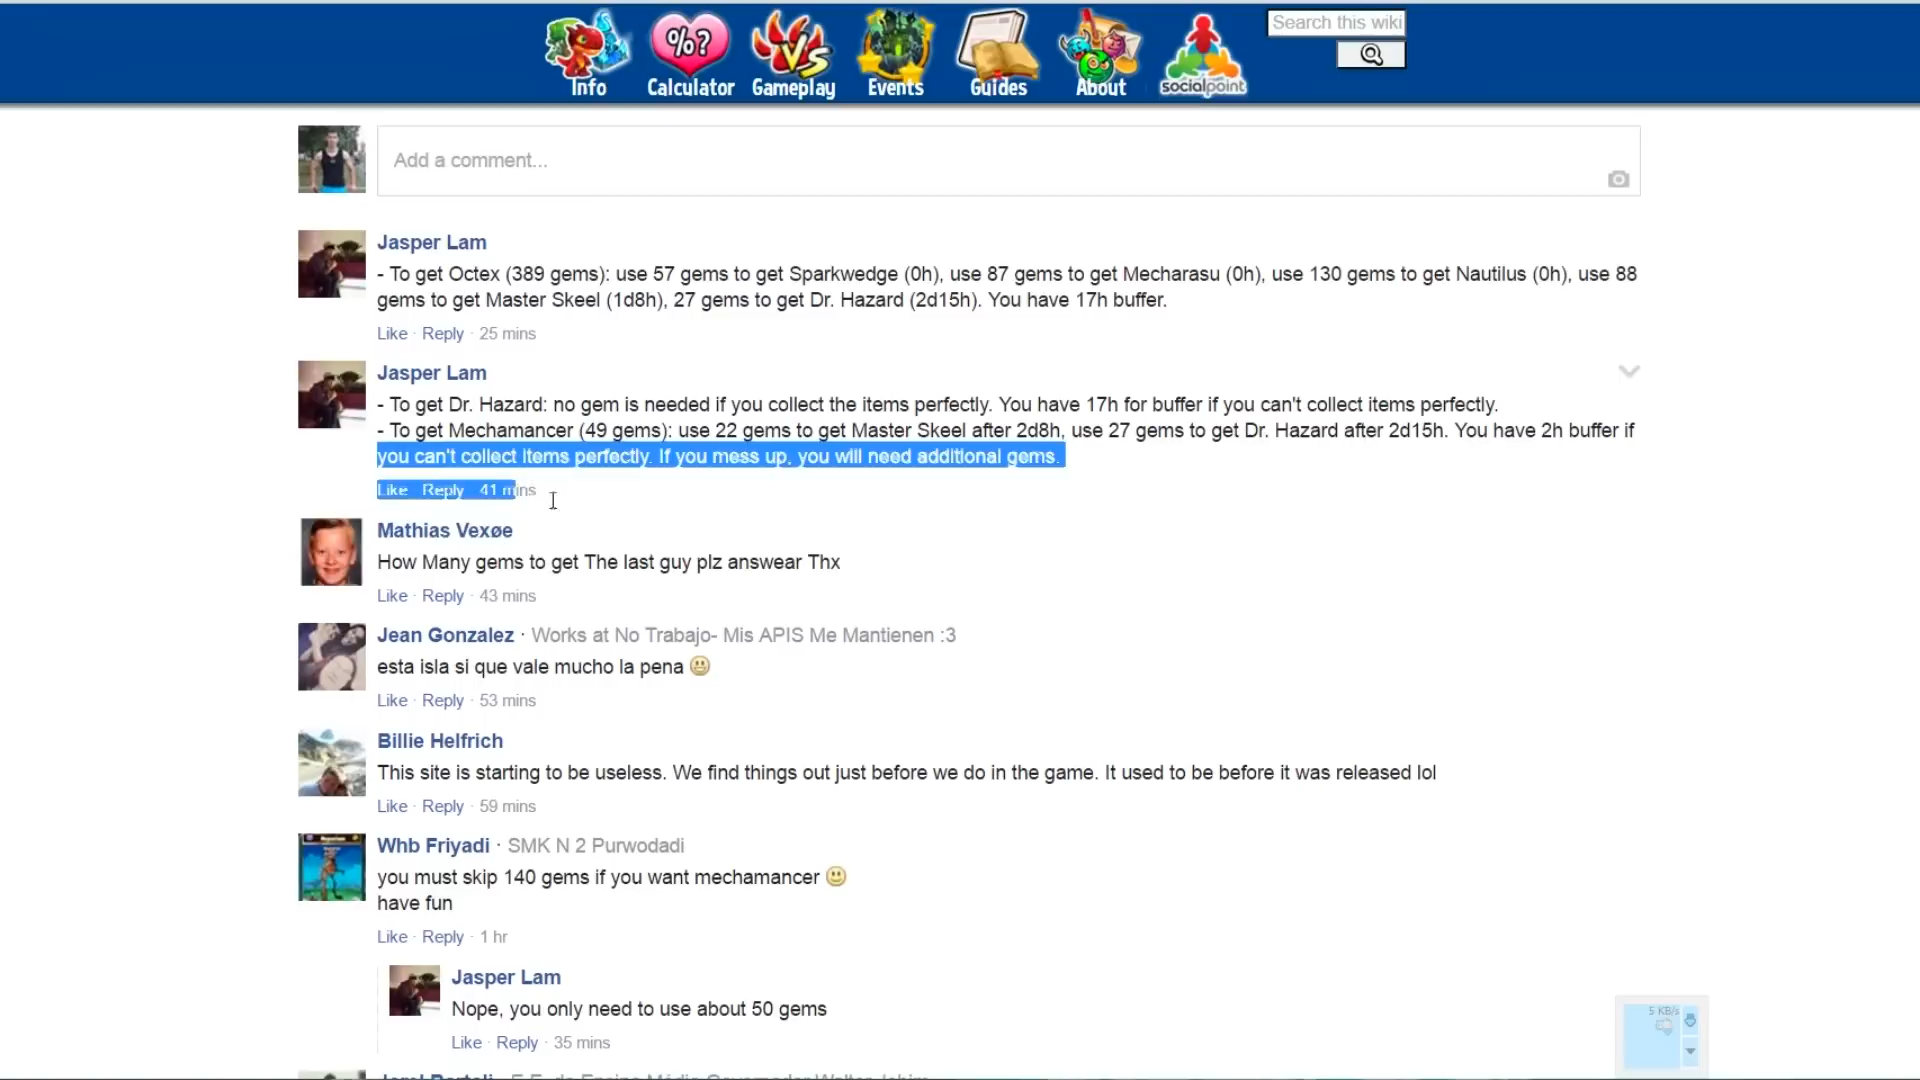 Info
%?
Calculator
VS
Gameplay
Events
Guides
About
socialpoint
Search this wiki
Add a comment...
Jasper Lam
- To get Octex (389 gems): use 57 gems to get Sparkwedge (0h), use 87 gems to get Mecharasu (0h), use 130 gems to get Nautilus (0h), use 88
gems to get Master Skeel (1d8h), 27 gems to get Dr. Hazard (2d15h). You have 17h buffer.
Like · Reply · 25 mins
Jasper Lam
- To get Dr. Hazard: no gem is needed if you collect the items perfectly. You have 17h for buffer if you can't collect items perfectly.
- To get Mechamancer (49 gems): use 22 gems to get Master Skeel after 2d8h, use 27 gems to get Dr. Hazard after 2d15h. You have 2h buffer if
you can't collect items perfectly. If you mess up, you will need additional gems.
Like · Reply · 41 mins
Mathias Vexøe
How Many gems to get The last guy plz answear Thx
Like · Reply · 43 mins
Jean Gonzalez · Works at No Trabajo- Mis APIS Me Mantienen :3
esta isla si que vale mucho la pena 😀
Like · Reply · 53 mins
Billie Helfrich
This site is starting to be useless. We find things out just before we do in the game. It used to be before it was released lol
Like · Reply · 59 mins
Whb Friyadi · SMK N 2 Purwodadi
you must skip 140 gems if you want mechamancer 😃
have fun
Like · Reply · 1 hr
Jasper Lam
Nope, you only need to use about 50 gems
Like · Reply · 35 mins
5 KB/s